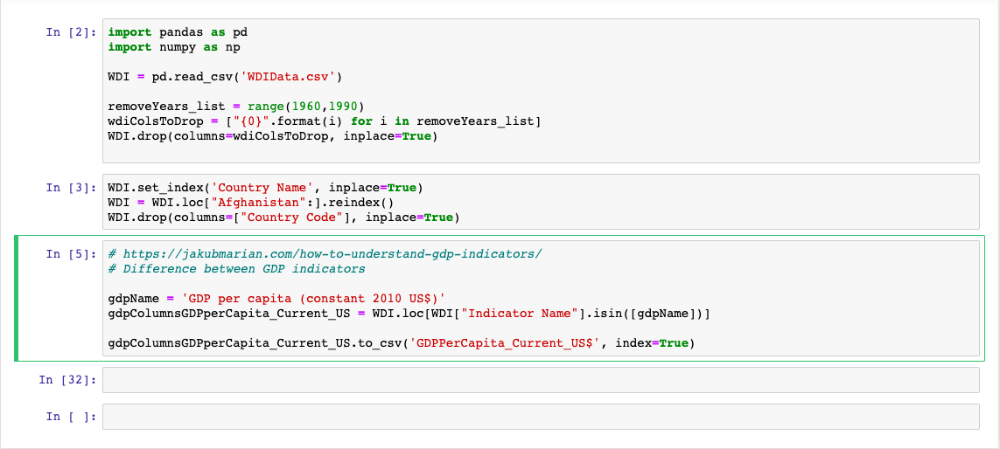 In [2]:
import pandas as pd
import numpy as np
WDI = pd.read_csv('WDIData.csv')
removeYears_list = range(1960,1990)
wdiColsToDrop = ["{0}".format(i) for i in removeYears_list]
WDI.drop(columns=wdiColsToDrop, inplace=True)
In [3]:
WDI.set_index('Country Name', inplace=True)
WDI = WDI.loc["Afghanistan":].reindex()
WDI.drop(columns=["Country Code"], inplace=True)
In [5]:
# https://jakubmarian.com/how-to-understand-gdp-indicators/
# Difference between GDP indicators
gdpName = 'GDP per capita (constant 2010 US$)'
gdpColumnsGDPperCapita_Current_US = WDI.loc[WDI["Indicator Name"].isin([gdpName])]
gdpColumnsGDPperCapita_Current_US.to_csv('GDPPerCapita_Current_US$', index=True)
In [32]:
In [ ]: